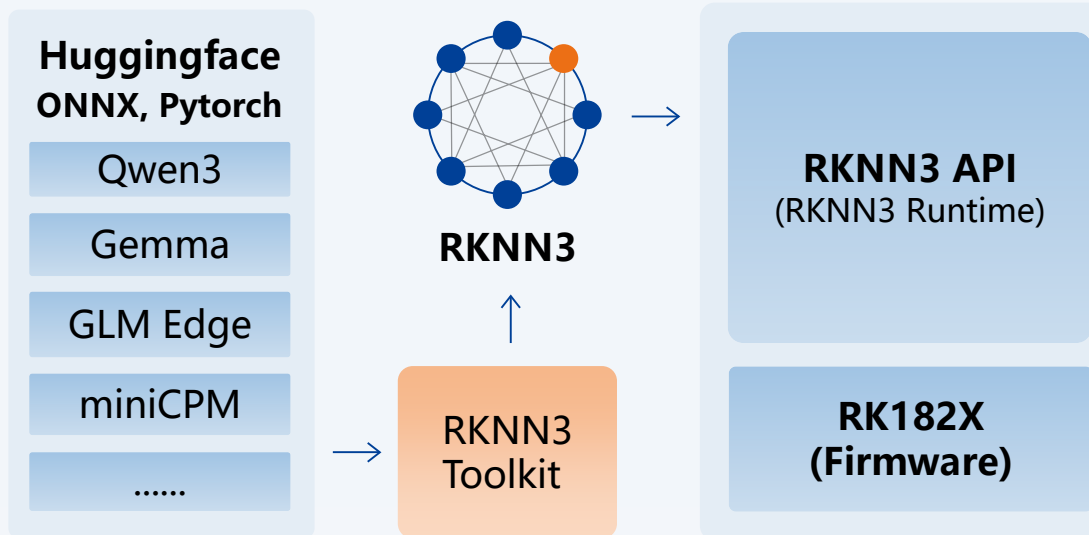 Huggingface
ONNX, Pytorch
Qwen3
Gemma
GLM Edge
miniCPM
......
RKNN3
Toolkit
RKNN3
RKNN3 API
(RKNN3 Runtime)
RK182X
(Firmware)